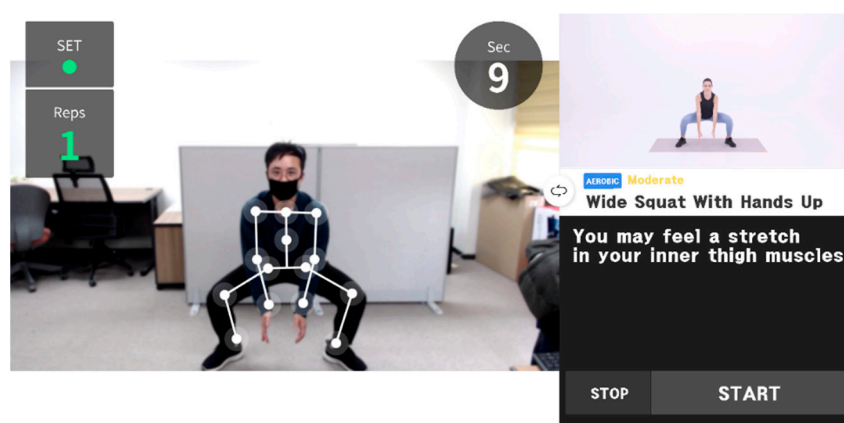 SET
Reps
1
Sec
9
AEROBIC Moderate
Wide Squat With Hands Up
You may feel a stretch
in your inner thigh muscles
STOP START